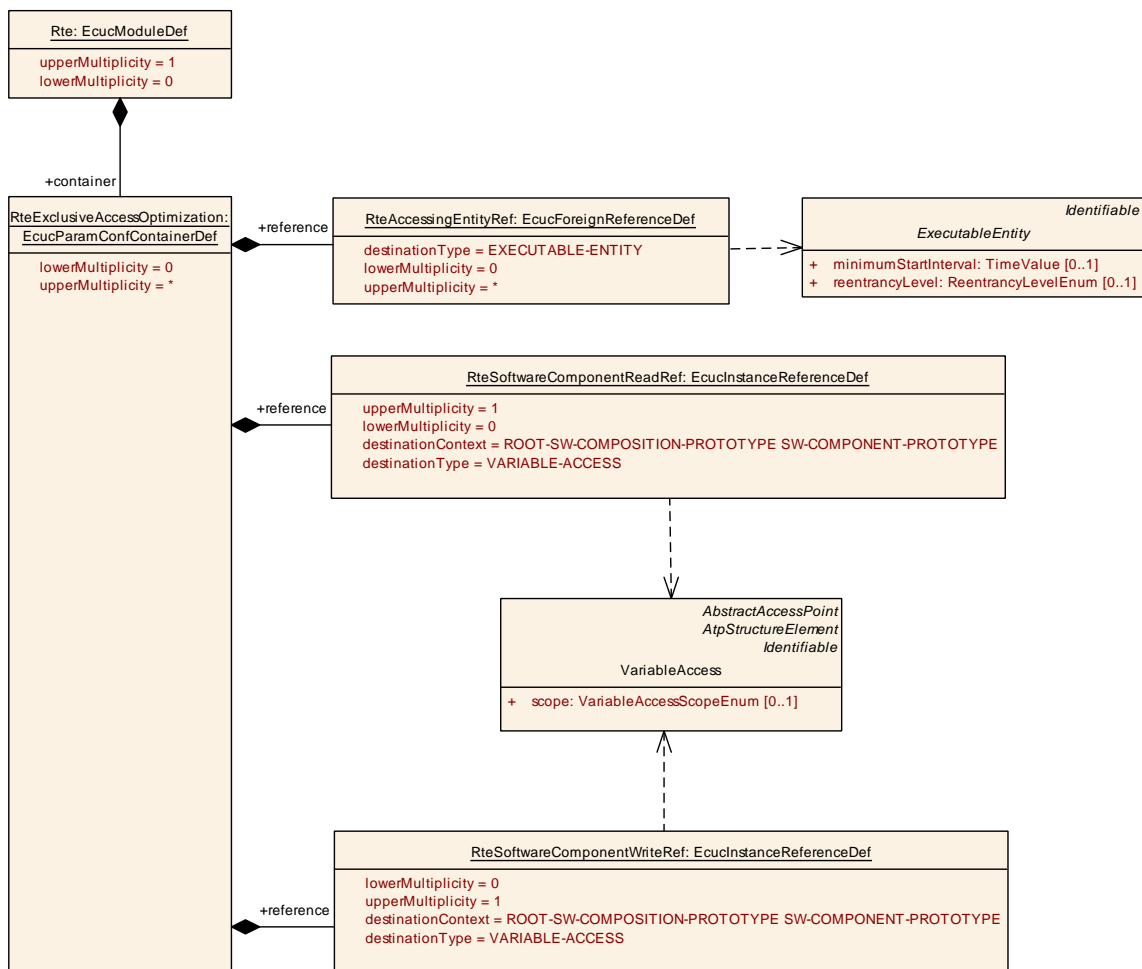 Rte: EcucModuleDef
upperMultiplicity = 1
lowerMultiplicity = 0
+container
RteExclusiveAccessOptimization:
EcucParamConfContainerDef
lowerMultiplicity = 0
upperMultiplicity = *
+reference
RteAccessingEntityRef: EcucForeignReferenceDef
destinationType = EXECUTABLE-ENTITY
lowerMultiplicity = 0
upperMultiplicity = *
Identifiable
ExecutableEntity
+ minimumStartInterval: TimeValue [0..1]
+ reentrancyLevel: ReentrancyLevelEnum [0..1]
+reference
RteSoftwareComponentReadRef: EcucInstanceReferenceDef
upperMultiplicity = 1
lowerMultiplicity = 0
destinationContext = ROOT-SW-COMPOSITION-PROTOTYPE SW-COMPONENT-PROTOTYPE
destinationType = VARIABLE-ACCESS
AbstractAccessPoint
AtpStructureElement
Identifiable
VariableAccess
+ scope: VariableAccessScopeEnum [0..1]
+reference
RteSoftwareComponentWriteRef: EcucInstanceReferenceDef
lowerMultiplicity = 0
upperMultiplicity = 1
destinationContext = ROOT-SW-COMPOSITION-PROTOTYPE SW-COMPONENT-PROTOTYPE
destinationType = VARIABLE-ACCESS